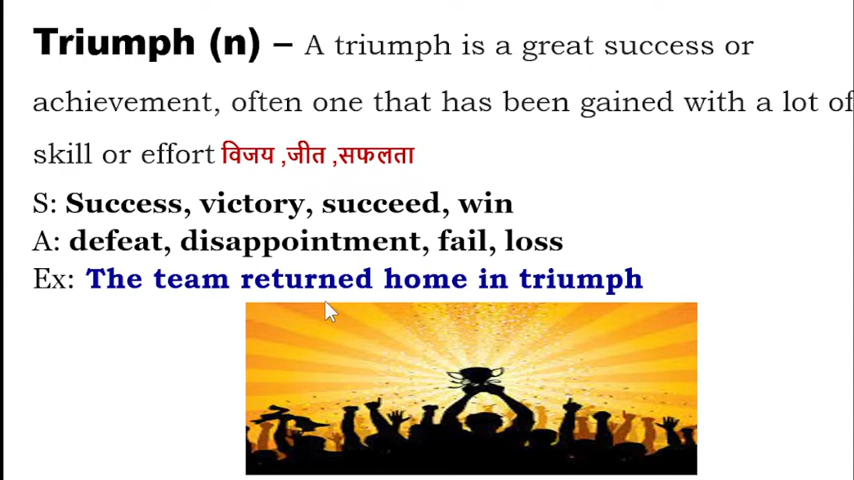 Triumph (n) – A triumph is a great success or
achievement, often one that has been gained with a lot of
skill or effort विजय ,जीत ,सफलता
S: Success, victory, succeed, win
A: defeat, disappointment, fail, loss
Ex: The team returned home in triumph